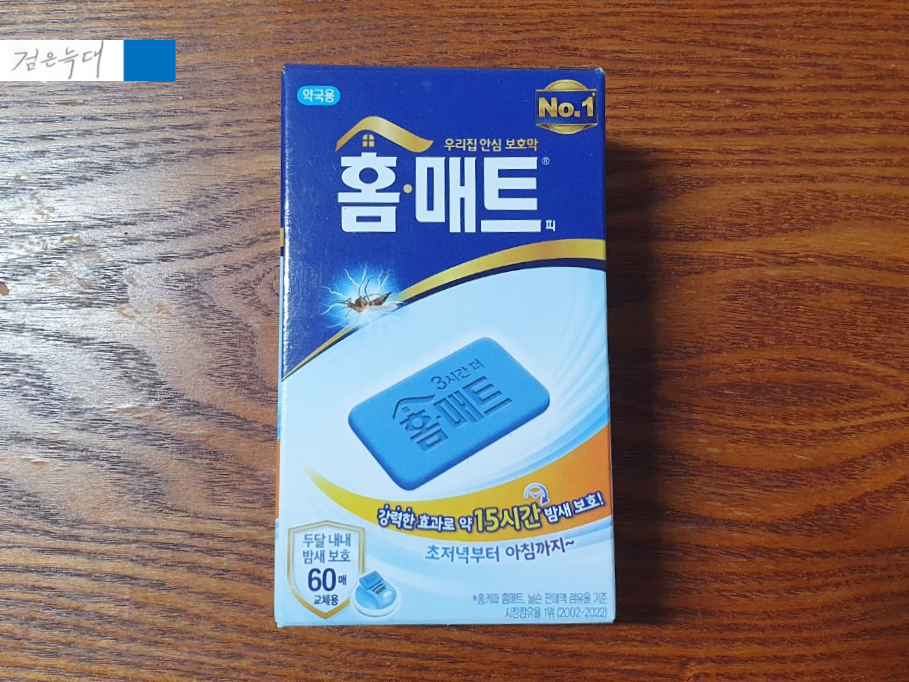 검은늑대
약국용
No.1
우리집 안심 보호막
홈·매트®
피
3시간 더
홈·매트
강력한 효과로 약 15시간 밤새 보호!
초저녁부터 아침까지~
두달 내내
밤새 보호
60매
교체용
*홈키파 홈매트, 닐슨 판매액 점유율 기준
시장점유율 1위 (2002~2022)